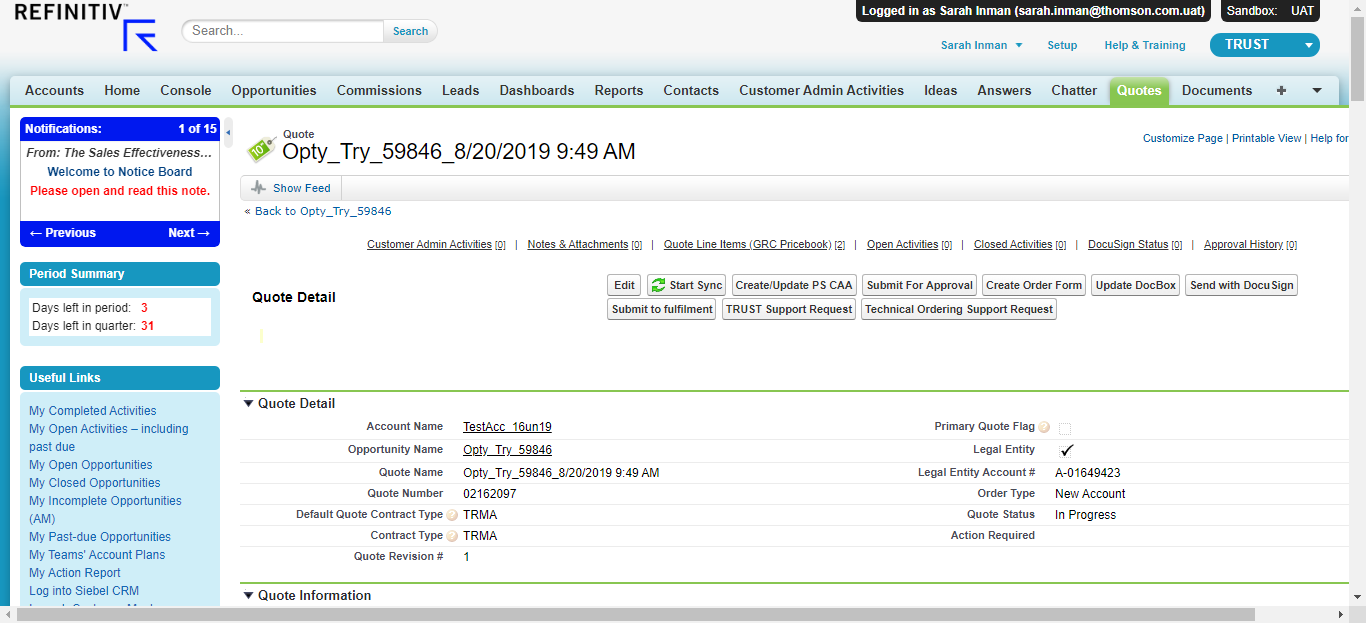 REFINITIV™
Search...
Search
Logged in as Sarah Inman (sarah.inman@thomson.com.uat)
Sandbox: UAT
Sarah Inman
Setup
Help & Training
TRUST
Accounts Home Console Opportunities Commissions Leads Dashboards Reports Contacts Customer Admin Activities Ideas Answers Chatter Quotes Documents +
Notifications: 1 of 15
From: The Sales Effectiveness...
Welcome to Notice Board
Please open and read this note.
← Previous Next →
Period Summary
Days left in period: 3
Days left in quarter: 31
Useful Links
My Completed Activities
My Open Activities – including
past due
My Open Opportunities
My Closed Opportunities
My Incomplete Opportunities
(AM)
My Past-due Opportunities
My Teams' Account Plans
My Action Report
Log into Siebel CRM
10%
Quote
Opty_Try_59846_8/20/2019 9:49 AM
Customize Page | Printable View | Help for
Show Feed
« Back to Opty_Try_59846
Customer Admin Activities [0] | Notes & Attachments [0] | Quote Line Items (GRC Pricebook) [2] | Open Activities [0] | Closed Activities [0] | DocuSign Status [0] | Approval History [0]
Quote Detail
Edit Start Sync Create/Update PS CAA Submit For Approval Create Order Form Update DocBox Send with DocuSign
Submit to fulfilment TRUST Support Request Technical Ordering Support Request
Quote Detail
Account Name TestAcc_16un19 Primary Quote Flag ?
Opportunity Name Opty_Try_59846 Legal Entity
Quote Name Opty_Try_59846_8/20/2019 9:49 AM Legal Entity Account # A-01649423
Quote Number 02162097 Order Type New Account
Default Quote Contract Type ? TRMA Quote Status In Progress
Contract Type ? TRMA Action Required
Quote Revision # 1
Quote Information